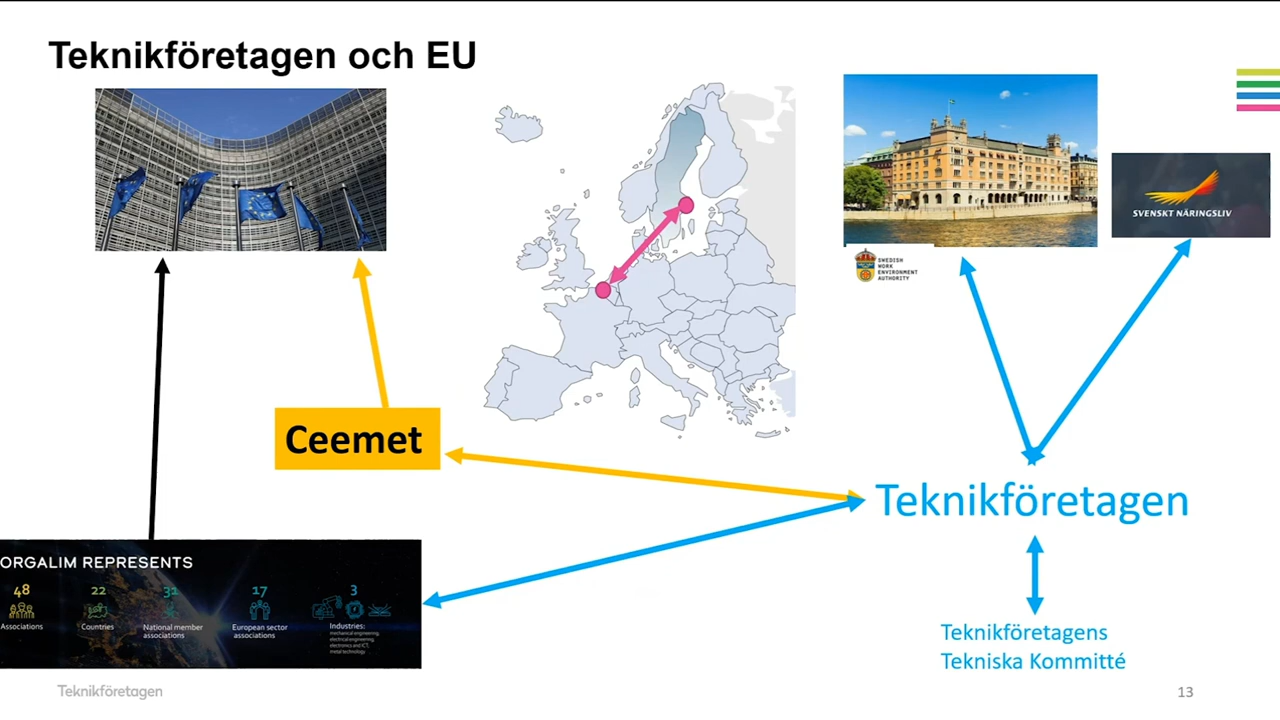 Teknikföretagen och EU
SVENSKT NÄRINGSLIV
SWEDISH
WORK
ENVIRONMENT
AUTHORITY
Ceemet
Teknikföretagen
ORGALIM REPRESENTS
48
22
31
17
3
Associations
Countries
National member
associations
European sector
associations
Industries:
mechanical engineering,
electrical engineering,
electronics and ICT,
metal technology
Teknikföretagens
Tekniska Kommitté
Teknikföretagen
13